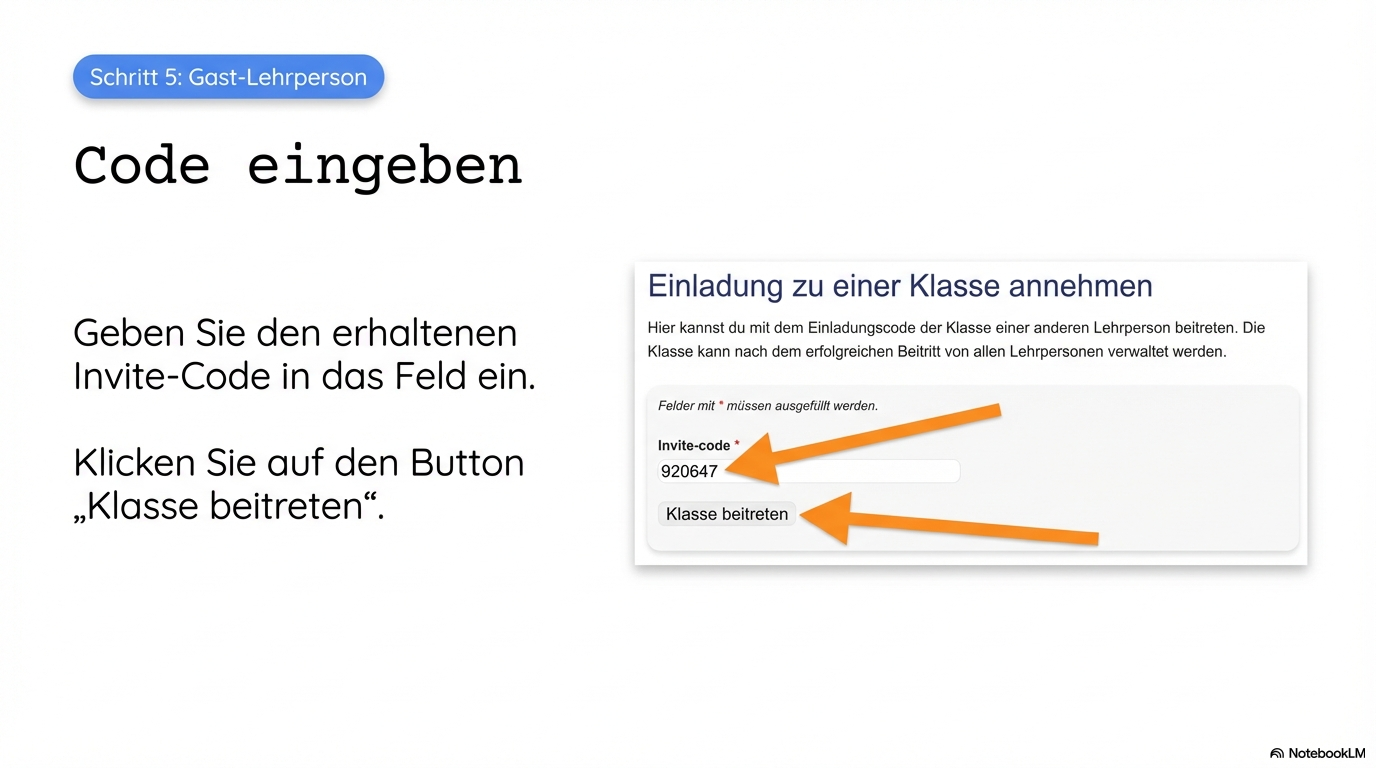 Schritt 5: Gast-Lehrperson
Code eingeben
Geben Sie den erhaltenen
Invite-Code in das Feld ein.
Klicken Sie auf den Button
„Klasse beitreten“.
Einladung zu einer Klasse annehmen
Hier kannst du mit dem Einladungscode der Klasse einer anderen Lehrperson beitreten. Die
Klasse kann nach dem erfolgreichen Beitritt von allen Lehrpersonen verwaltet werden.
Felder mit * müssen ausgefüllt werden.
Invite-code *
920647
Klasse beitreten
NotebookLM